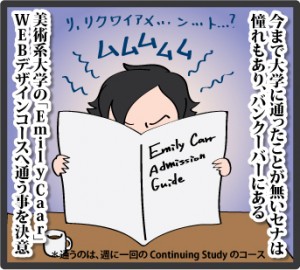 今まで大学に通ったことが無いセナは
憧れもあり、バンクーバーにある
リ，リクワイアメ・・ン・・ト…?
ムムムムム
Emily Carr
Admission
Guide
美術系大学の「Emily Caar」
WEBデザインコースへ通う事を決意
＊通うのは、週に一回の Continuing Study のコース